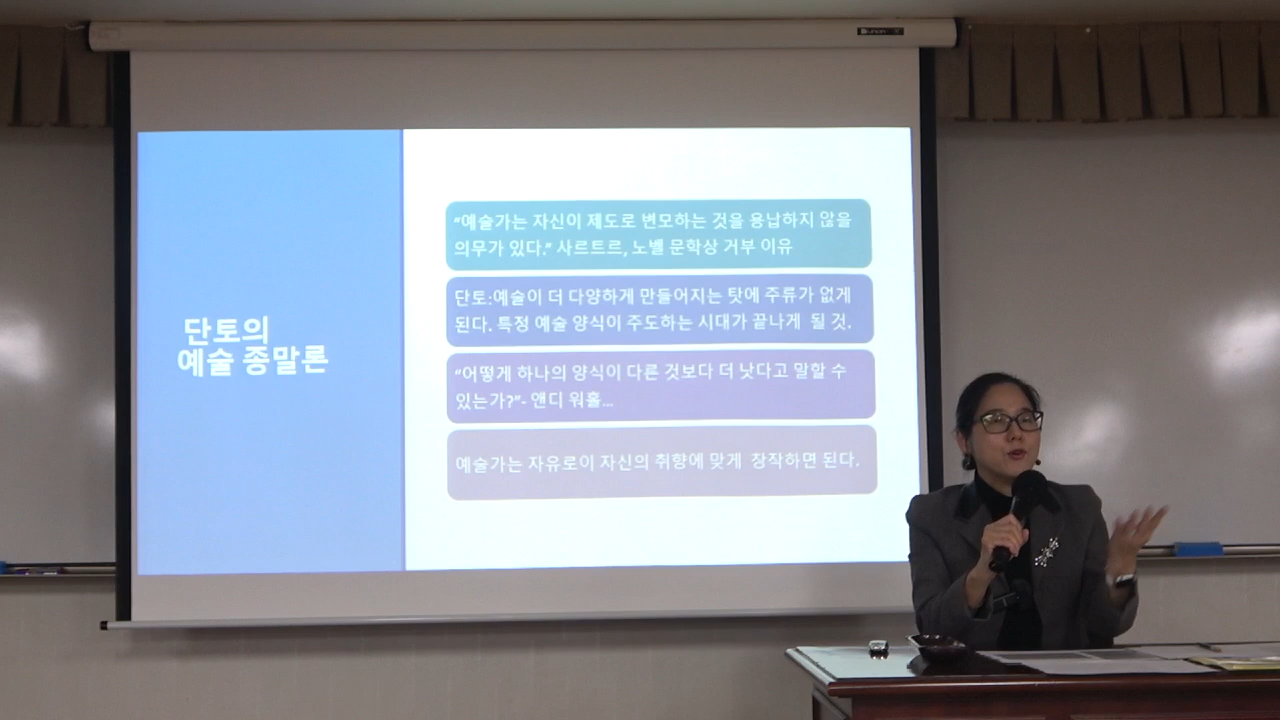 단토의
예술 종말론
“예술가는 자신이 제도로 변모하는 것을 용납하지 않을
의무가 있다.” 사르트르, 노벨 문학상 거부 이유
단토:예술이 더 다양하게 만들어지는 탓에 주류가 없게
된다. 특정 예술 양식이 주도하는 시대가 끝나게 될 것.
“어떻게 하나의 양식이 다른 것보다 더 낫다고 말할 수
있는가?”- 앤디 워홀...
예술가는 자유로이 자신의 취향에 맞게 창작하면 된다.